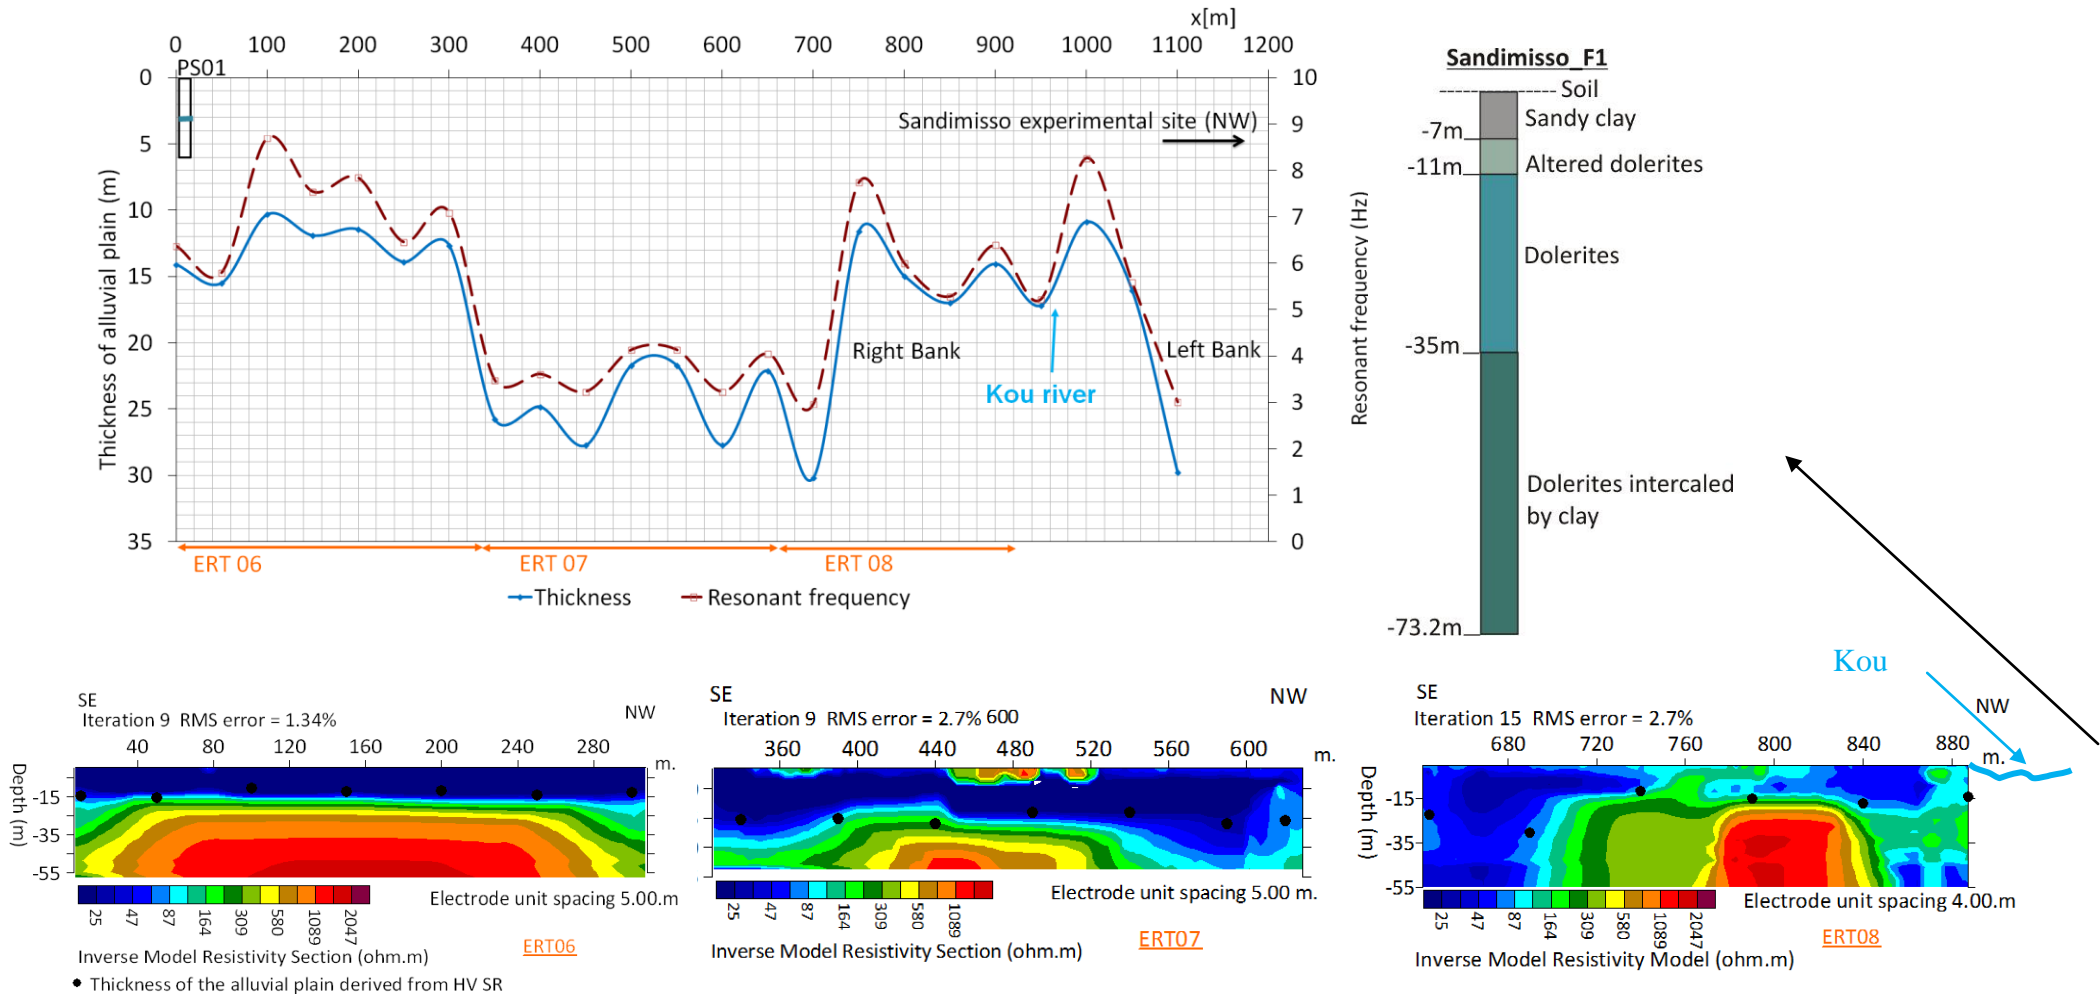 x[m]
0 100 200 300 400 500 600 700 800 900 1000 1100 1200
PS01
0 5 10 15 20 25 30 35
Thickness of alluvial plain (m)
10 9 8 7 6 5 4 3 2 1 0
Resonant frequency (Hz)
Sandimisso experimental site (NW)
Right Bank
Left Bank
Kou river
ERT 06
ERT 07
ERT 08
Thickness
Resonant frequency
Sandimisso_F1
Soil
Sandy clay
-7m
Altered dolerites
-11m
Dolerites
-35m
Dolerites intercaled
by clay
-73.2m
SE
Iteration 9 RMS error = 1.34%
NW
40 80 120 160 200 240 280
m.
Depth (m)
-15
-35
-55
25 47 87 164 309 580 1089 2047
Electrode unit spacing 5.00.m
ERT06
Inverse Model Resistivity Section (ohm.m)
Thickness of the alluvial plain derived from HV SR
SE
NW
Iteration 9 RMS error = 2.7% 600
360 400 440 480 520 560 600
m.
25 47 87 164 309 580 1089
Electrode unit spacing 5.00 m.
ERT07
Inverse Model Resistivity Section (ohm.m)
Kou
SE
NW
Iteration 15 RMS error = 2.7%
680 720 760 800 840 880
m.
Depth (m)
-15
-35
-55
25 47 87 164 309 580 1089 2047
Electrode unit spacing 4.00.m
ERT08
Inverse Model Resistivity Model (ohm.m)